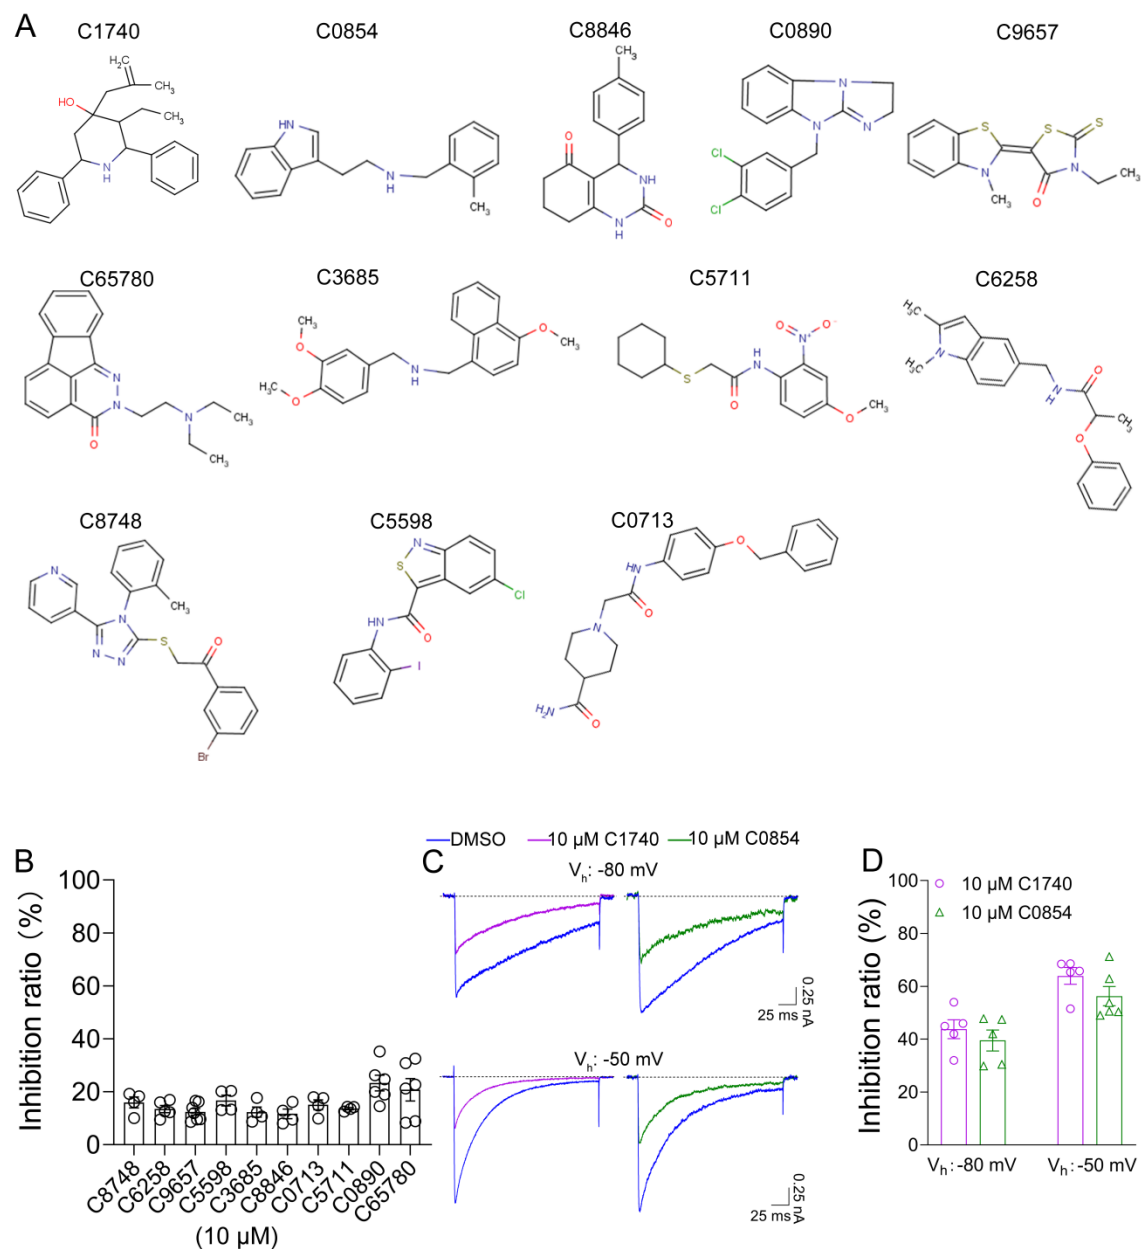 A
C1740
C0854
C8846
C0890
C9657
H₂C
CH₃
HO
CH₃
N
H
HN
N
H
CH₃
CH₃
O
NH
N
H
O
N
N
N
Cl
Cl
S
S
S
N
N
CH₃
O
CH₃
C65780
C3685
C5711
C6258
N
N
O
N
CH₃
CH₃
CH₃
O
H₃C
O
NH
O
CH₃
S
O
H
N
O
N⁺
O⁻
O
CH₃
H₃C
N
H₃C
N
H
O
CH₃
O
C8748
C5598
C0713
N
N
N
N
CH₃
S
O
Br
N
S
Cl
HN
O
I
HN
O
O
N
H₂N
O
B
Inhibition ratio (%)
100
80
60
40
20
0
C8748
C6258
C9657
C5598
C3685
C8846
C0713
C5711
C0890
C65780
(10 μM)
C
DMSO
10 μM C1740
10 μM C0854
Vₕ: -80 mV
0.25 nA
25 ms
Vₕ: -50 mV
0.25 nA
25 ms
D
Inhibition ratio (%)
100
80
60
40
20
0
10 μM C1740
10 μM C0854
Vₕ: -80 mV
Vₕ: -50 mV